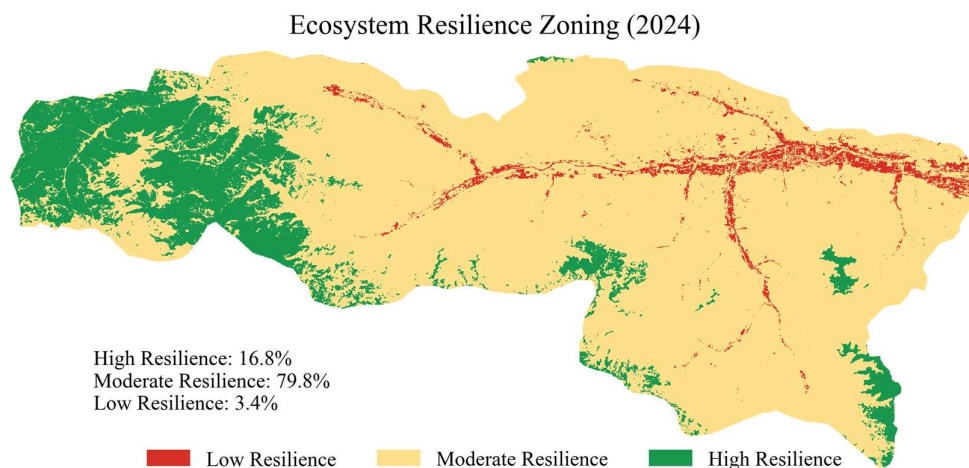 Ecosystem Resilience Zoning (2024)
High Resilience: 16.8%
Moderate Resilience: 79.8%
Low Resilience: 3.4%
Low Resilience Moderate Resilience High Resilience